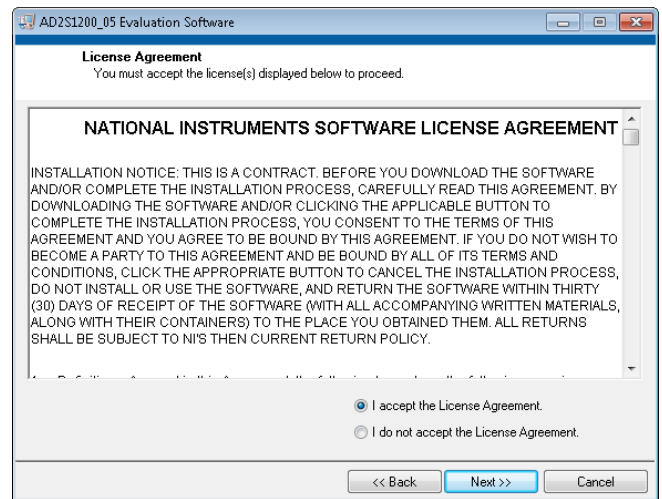 AD2S1200_05 Evaluation Software
License Agreement
You must accept the license(s) displayed below to proceed.
NATIONAL INSTRUMENTS SOFTWARE LICENSE AGREEMENT
INSTALLATION NOTICE: THIS IS A CONTRACT. BEFORE YOU DOWNLOAD THE SOFTWARE
AND/OR COMPLETE THE INSTALLATION PROCESS, CAREFULLY READ THIS AGREEMENT. BY
DOWNLOADING THE SOFTWARE AND/OR CLICKING THE APPLICABLE BUTTON TO
COMPLETE THE INSTALLATION PROCESS, YOU CONSENT TO THE TERMS OF THIS
AGREEMENT AND YOU AGREE TO BE BOUND BY THIS AGREEMENT. IF YOU DO NOT WISH TO
BECOME A PARTY TO THIS AGREEMENT AND BE BOUND BY ALL OF ITS TERMS AND
CONDITIONS, CLICK THE APPROPRIATE BUTTON TO CANCEL THE INSTALLATION PROCESS,
DO NOT INSTALL OR USE THE SOFTWARE, AND RETURN THE SOFTWARE WITHIN THIRTY
(30) DAYS OF RECEIPT OF THE SOFTWARE (WITH ALL ACCOMPANYING WRITTEN MATERIALS,
ALONG WITH THEIR CONTAINERS) TO THE PLACE YOU OBTAINED THEM. ALL RETURNS
SHALL BE SUBJECT TO NI'S THEN CURRENT RETURN POLICY.
I accept the License Agreement.
I do not accept the License Agreement.
<< Back Next >> Cancel